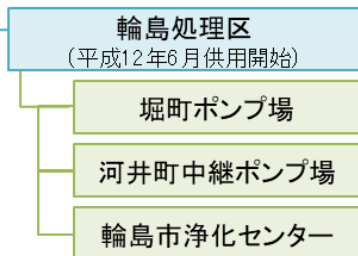 輪島処理区
(平成12年6月供用開始)
堀町ポンプ場
河井町中継ポンプ場
輪島市浄化センター